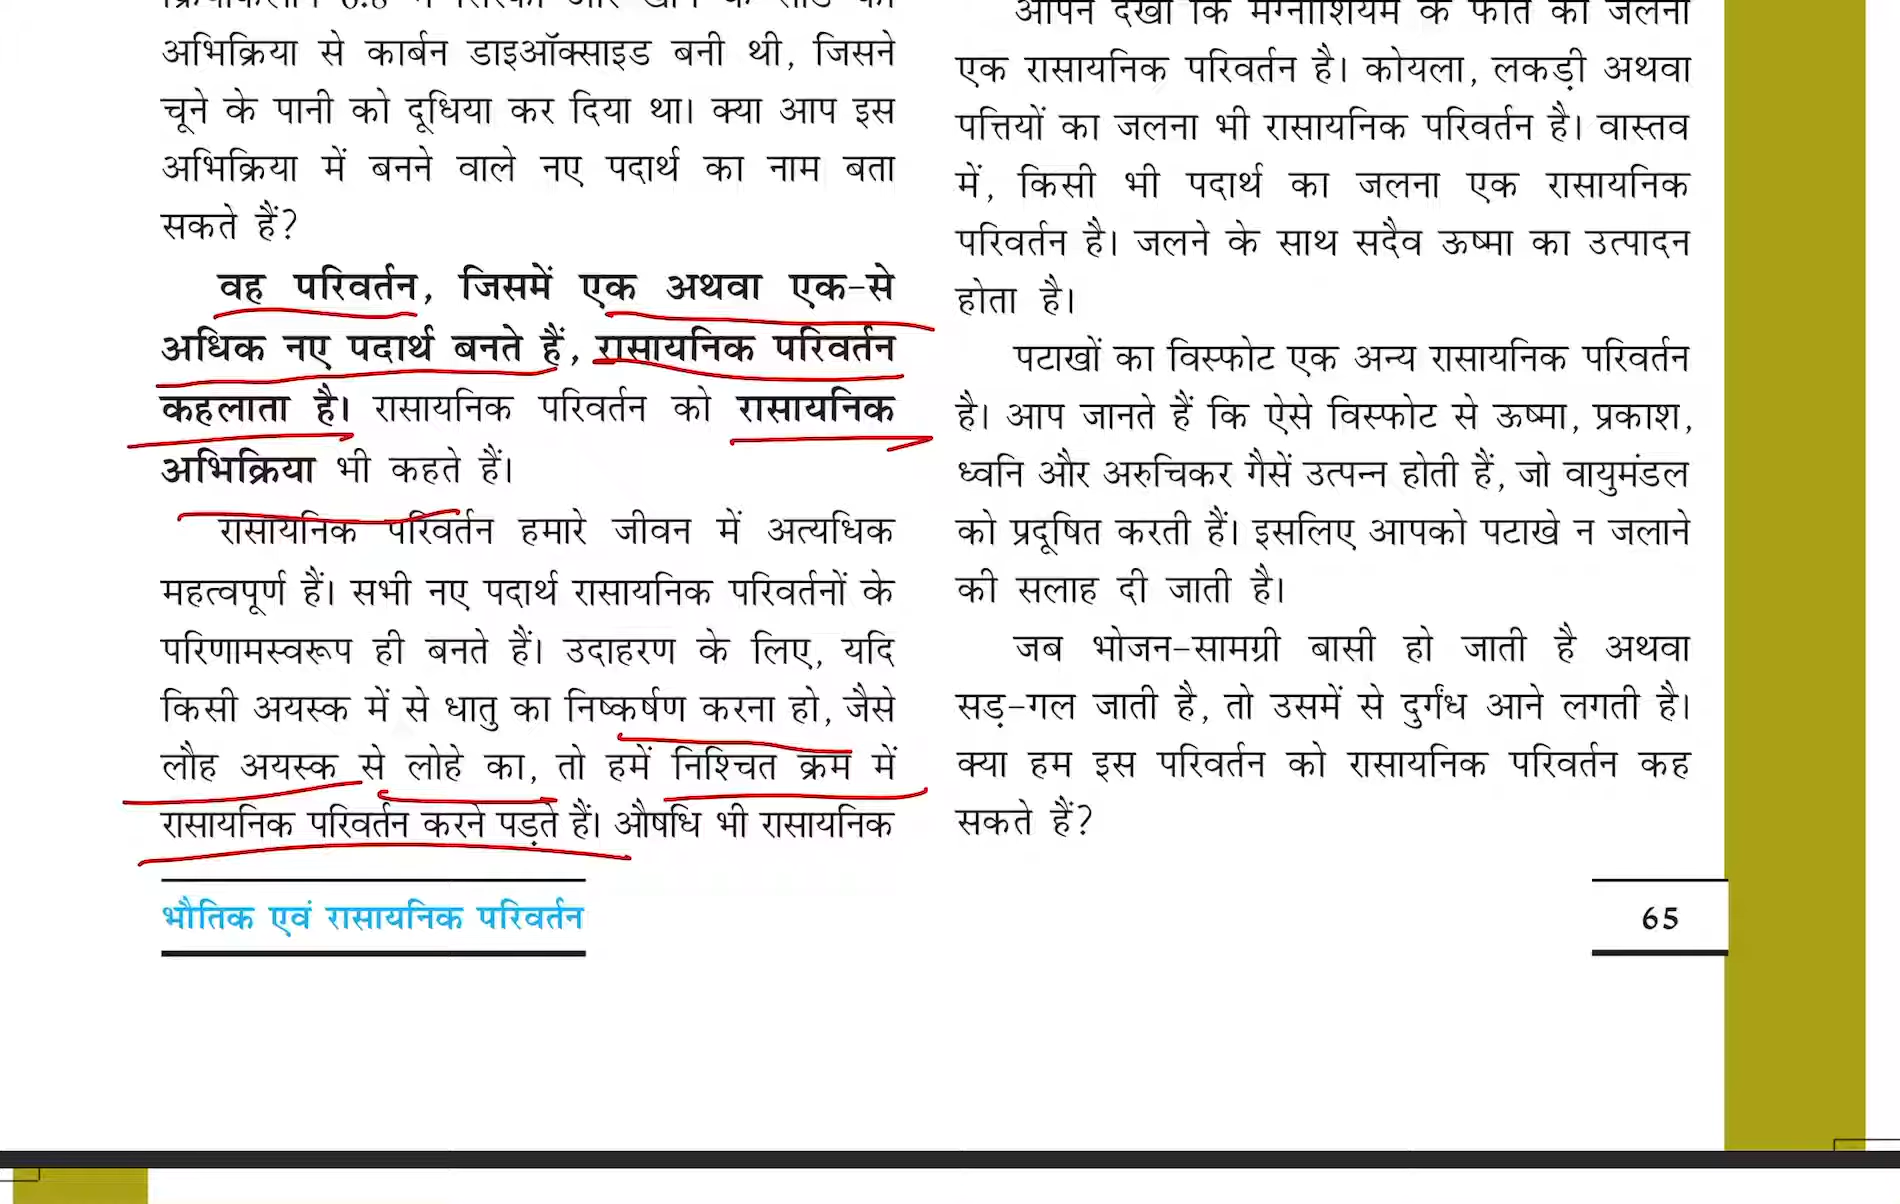 अभिक्रिया से कार्बन डाइऑक्साइड बनी थी, जिसने
चूने के पानी को दूधिया कर दिया था। क्या आप इस
अभिक्रिया में बनने वाले नए पदार्थ का नाम बता
सकते हैं?
वह परिवर्तन, जिसमें एक अथवा एक-से
अधिक नए पदार्थ बनते हैं, रासायनिक परिवर्तन
कहलाता है। रासायनिक परिवर्तन को रासायनिक
अभिक्रिया भी कहते हैं।
रासायनिक परिवर्तन हमारे जीवन में अत्यधिक
महत्वपूर्ण हैं। सभी नए पदार्थ रासायनिक परिवर्तनों के
परिणामस्वरूप ही बनते हैं। उदाहरण के लिए, यदि
किसी अयस्क में से धातु का निष्कर्षण करना हो, जैसे
लौह अयस्क से लोहे का, तो हमें निश्चित क्रम में
रासायनिक परिवर्तन करने पड़ते हैं। औषधि भी रासायनिक
आपने देखा कि मैग्नीशियम के फीते का जलना
एक रासायनिक परिवर्तन है। कोयला, लकड़ी अथवा
पत्तियों का जलना भी रासायनिक परिवर्तन है। वास्तव
में, किसी भी पदार्थ का जलना एक रासायनिक
परिवर्तन है। जलने के साथ सदैव ऊष्मा का उत्पादन
होता है।
पटाखों का विस्फोट एक अन्य रासायनिक परिवर्तन
है। आप जानते हैं कि ऐसे विस्फोट से ऊष्मा, प्रकाश,
ध्वनि और अरुचिकर गैसें उत्पन्न होती हैं, जो वायुमंडल
को प्रदूषित करती हैं। इसलिए आपको पटाखे न जलाने
की सलाह दी जाती है।
जब भोजन-सामग्री बासी हो जाती है अथवा
सड़-गल जाती है, तो उसमें से दुर्गंध आने लगती है।
क्या हम इस परिवर्तन को रासायनिक परिवर्तन कह
सकते हैं?
भौतिक एवं रासायनिक परिवर्तन
65